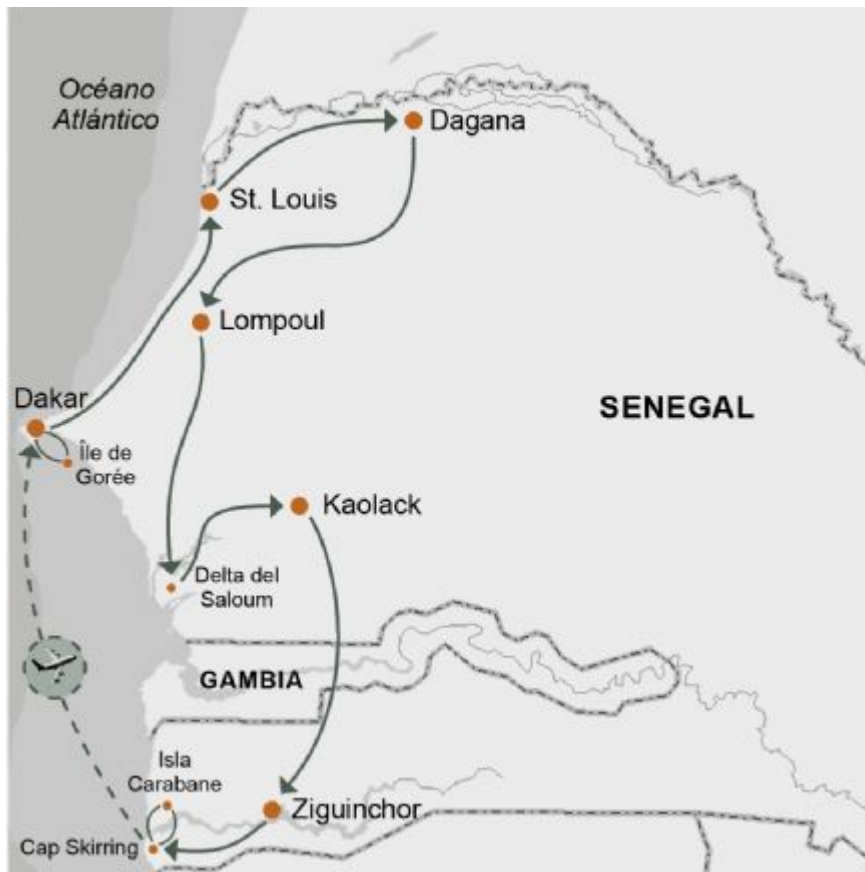 Océano
Atlántico
Dagana
St. Louis
Lompoul
Dakar
SENEGAL
Île de
Gorée
Kaolack
Delta del
Saloum
GAMBIA
Isla
Carabane
Ziguinchor
Cap Skirring